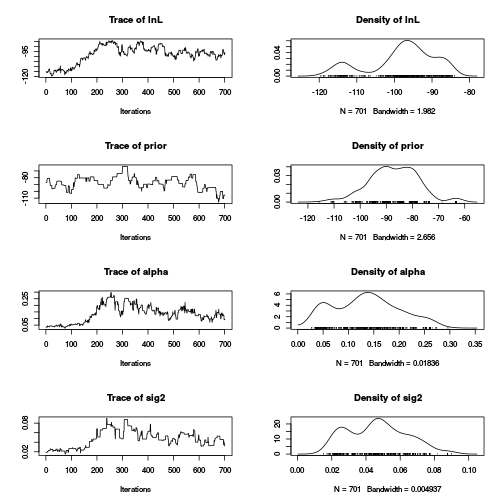 Trace of lnL
-120
-95
0 100 200 300 400 500 600 700
Iterations
Density of lnL
0.00
0.04
-120 -110 -100 -90 -80
N = 701 Bandwidth = 1.982
Trace of prior
-110
-80
0 100 200 300 400 500 600 700
Iterations
Density of prior
0.00
0.03
-120 -110 -100 -90 -80 -70 -60
N = 701 Bandwidth = 2.656
Trace of alpha
0.05
0.25
0 100 200 300 400 500 600 700
Iterations
Density of alpha
0
2
4
6
0.00 0.05 0.10 0.15 0.20 0.25 0.30 0.35
N = 701 Bandwidth = 0.01836
Trace of sig2
0.02
0.08
0 100 200 300 400 500 600 700
Iterations
Density of sig2
0
10
20
0.00 0.02 0.04 0.06 0.08 0.10
N = 701 Bandwidth = 0.004937